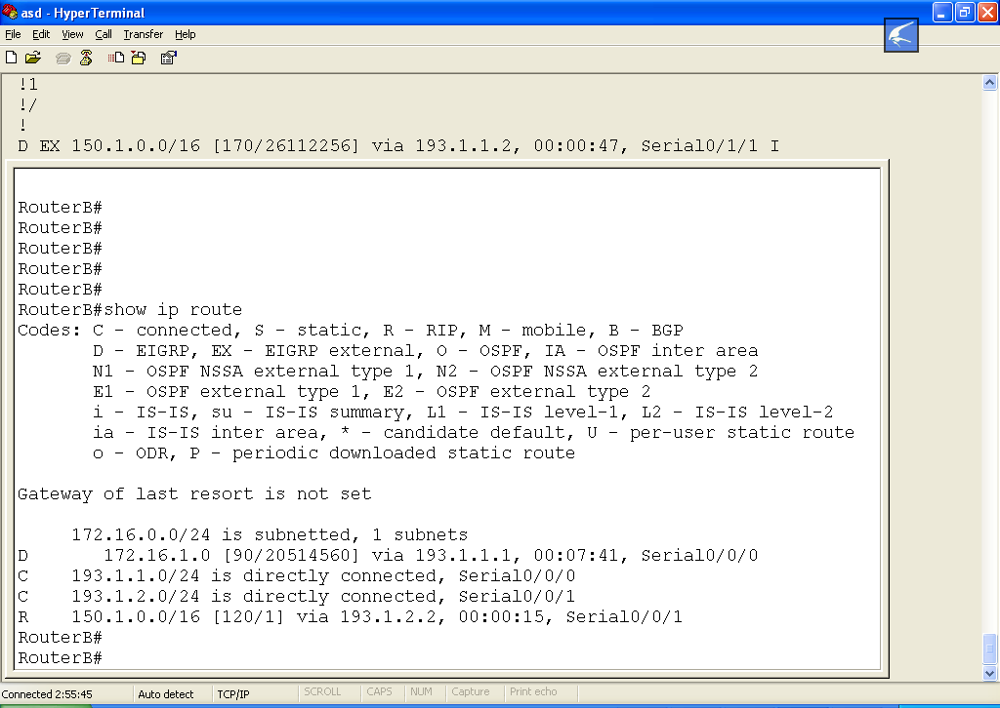 asd - HyperTerminal
File Edit View Call Transfer Help
!1
!/
!
D EX 150.1.0.0/16 [170/26112256] via 193.1.1.2, 00:00:47, Serial0/1/1 I
RouterB#
RouterB#
RouterB#
RouterB#
RouterB#
RouterB#show ip route
Codes: C - connected, S - static, R - RIP, M - mobile, B - BGP
D - EIGRP, EX - EIGRP external, O - OSPF, IA - OSPF inter area
N1 - OSPF NSSA external type 1, N2 - OSPF NSSA external type 2
E1 - OSPF external type 1, E2 - OSPF external type 2
i - IS-IS, su - IS-IS summary, L1 - IS-IS level-1, L2 - IS-IS level-2
ia - IS-IS inter area, * - candidate default, U - per-user static route
o - ODR, P - periodic downloaded static route
Gateway of last resort is not set
172.16.0.0/24 is subnetted, 1 subnets
D 172.16.1.0 [90/20514560] via 193.1.1.1, 00:07:41, Serial0/0/0
C 193.1.1.0/24 is directly connected, Serial0/0/0
C 193.1.2.0/24 is directly connected, Serial0/0/1
R 150.1.0.0/16 [120/1] via 193.1.2.2, 00:00:15, Serial0/0/1
RouterB#
RouterB#
Connected 2:55:45 Auto detect TCP/IP SCROLL CAPS NUM Capture Print echo